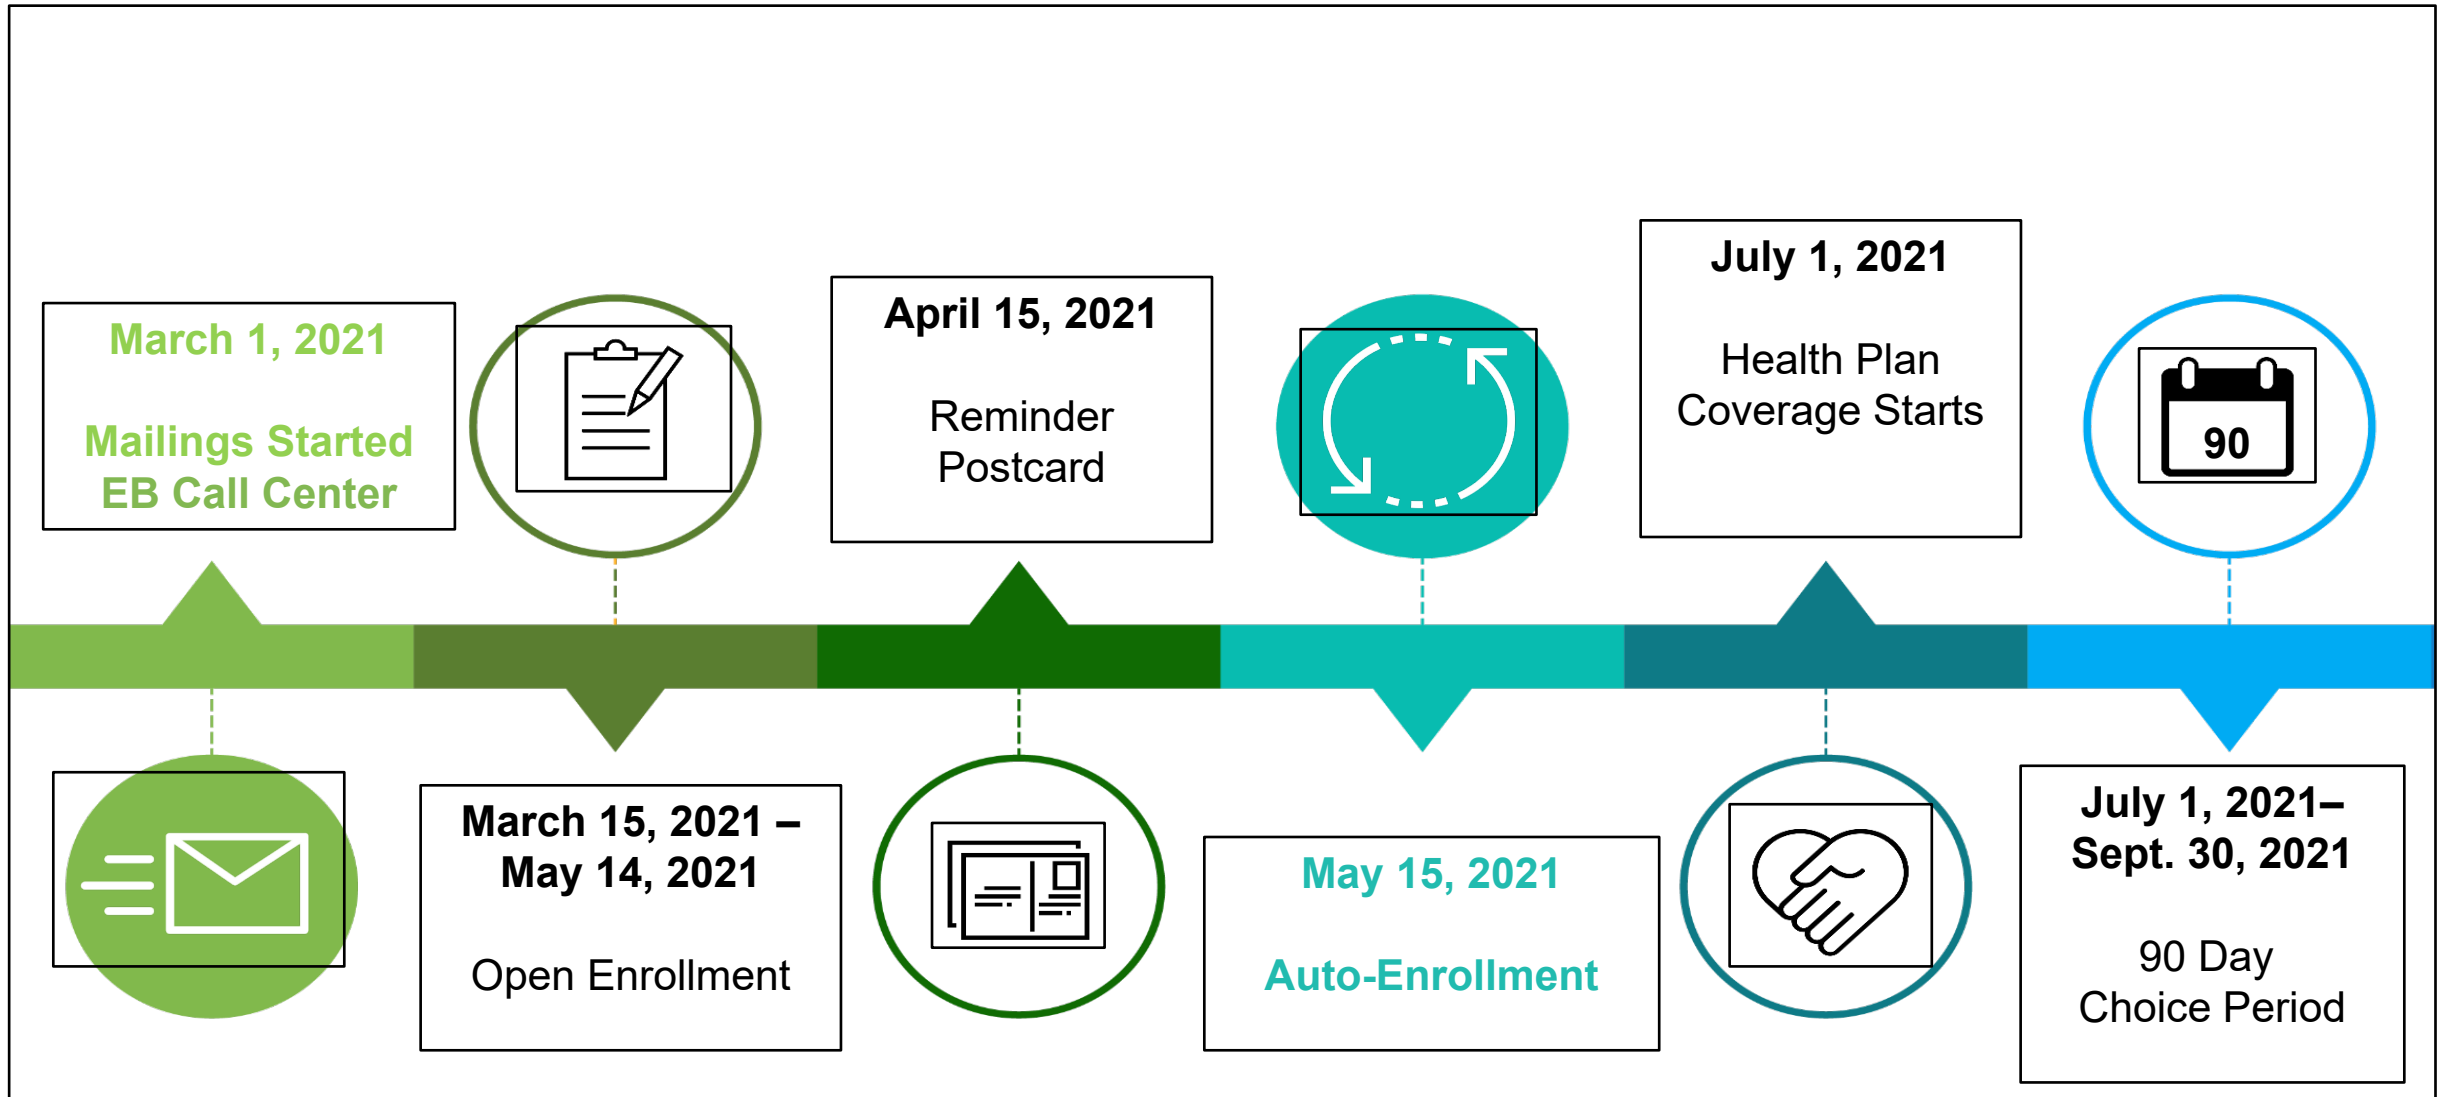 March 1, 2021
Mailings Started
EB Call Center
March 15, 2021 –
May 14, 2021
Open Enrollment
April 15, 2021
Reminder
Postcard
May 15, 2021
Auto-Enrollment
July 1, 2021
Health Plan
Coverage Starts
90
July 1, 2021–
Sept. 30, 2021
90 Day
Choice Period